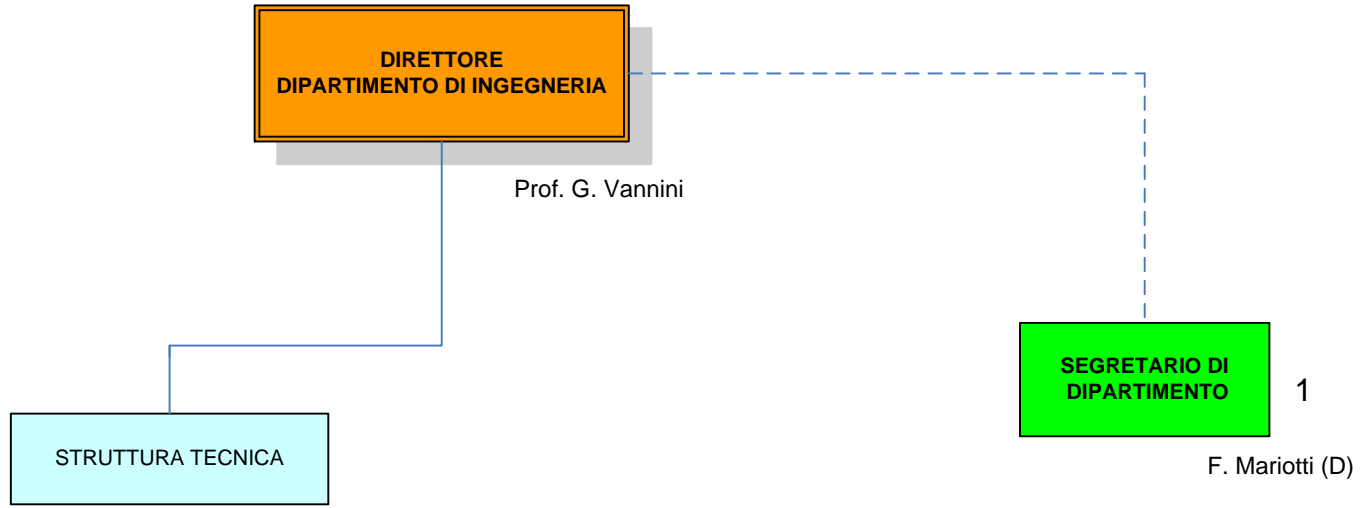 DIRETTORE
DIPARTIMENTO DI INGEGNERIA
Prof. G. Vannini
SEGRETARIO DI
DIPARTIMENTO
1
F. Mariotti (D)
STRUTTURA TECNICA